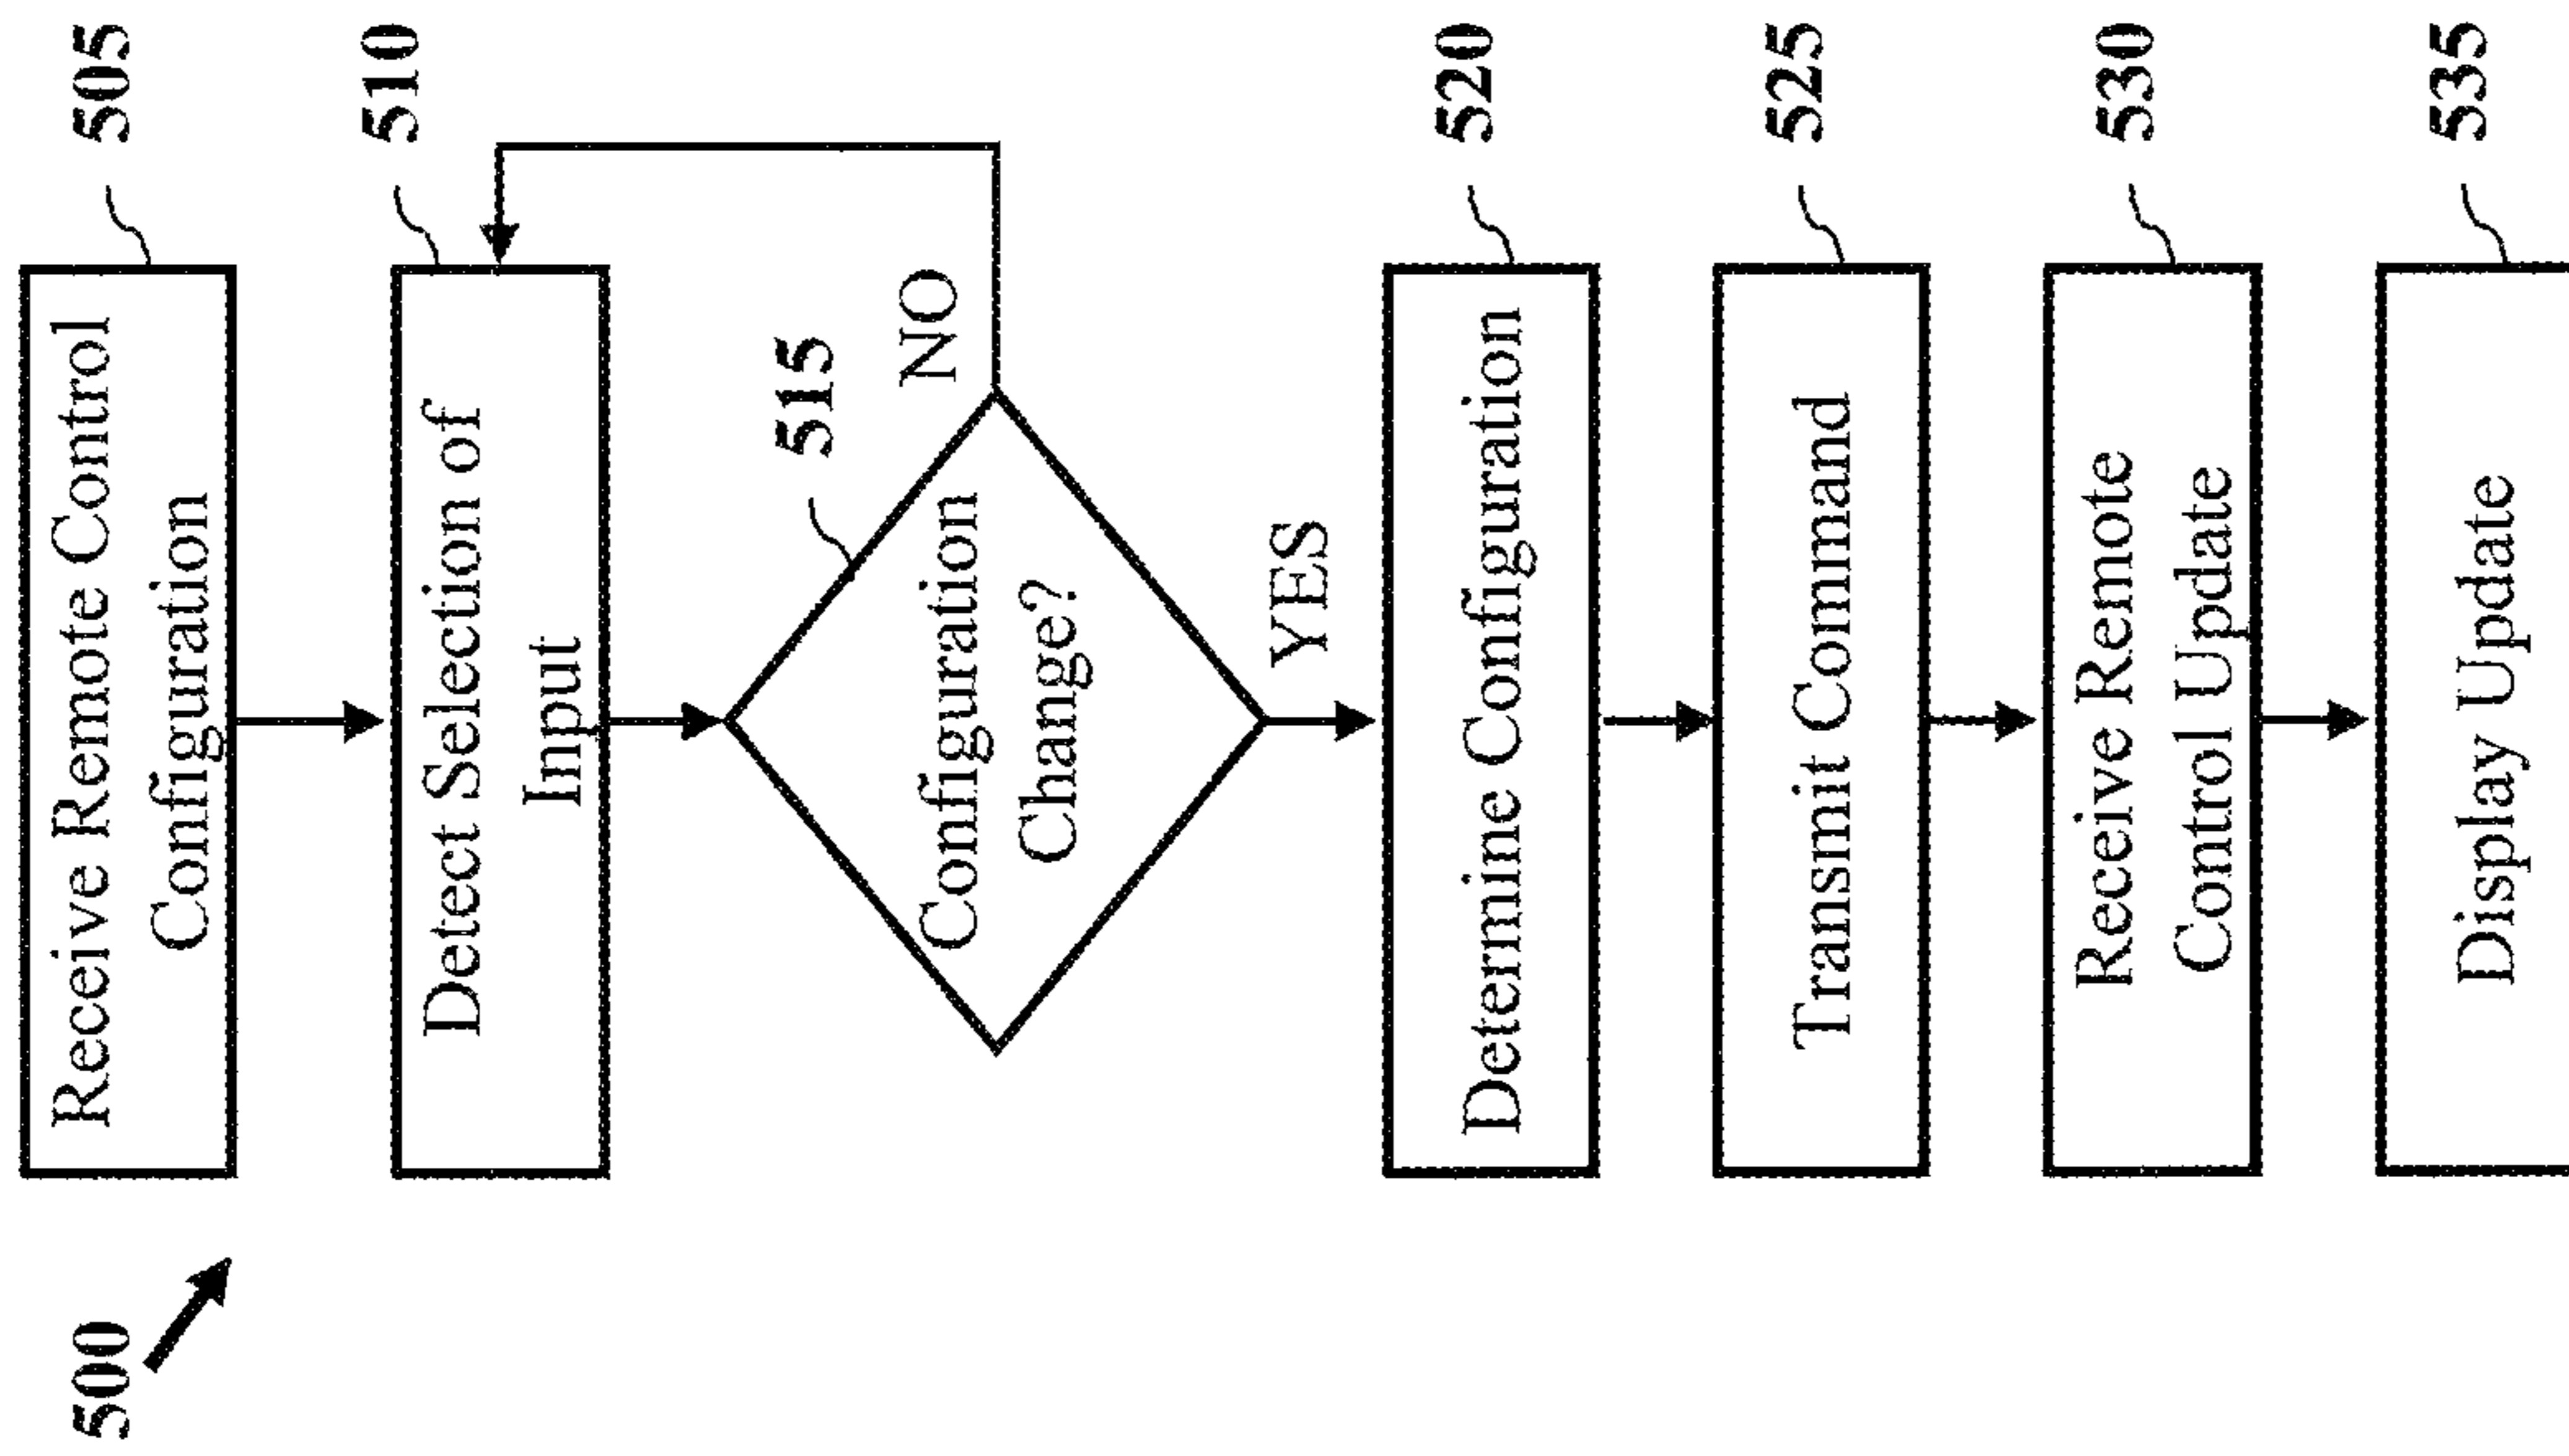 500
505
Receive Remote Control
Configuration
510
Detect Selection of
Input
515
Configuration
Change?
NO
YES
520
Determine Configuration
525
Transmit Command
530
Receive Remote
Control Update
535
Display Update